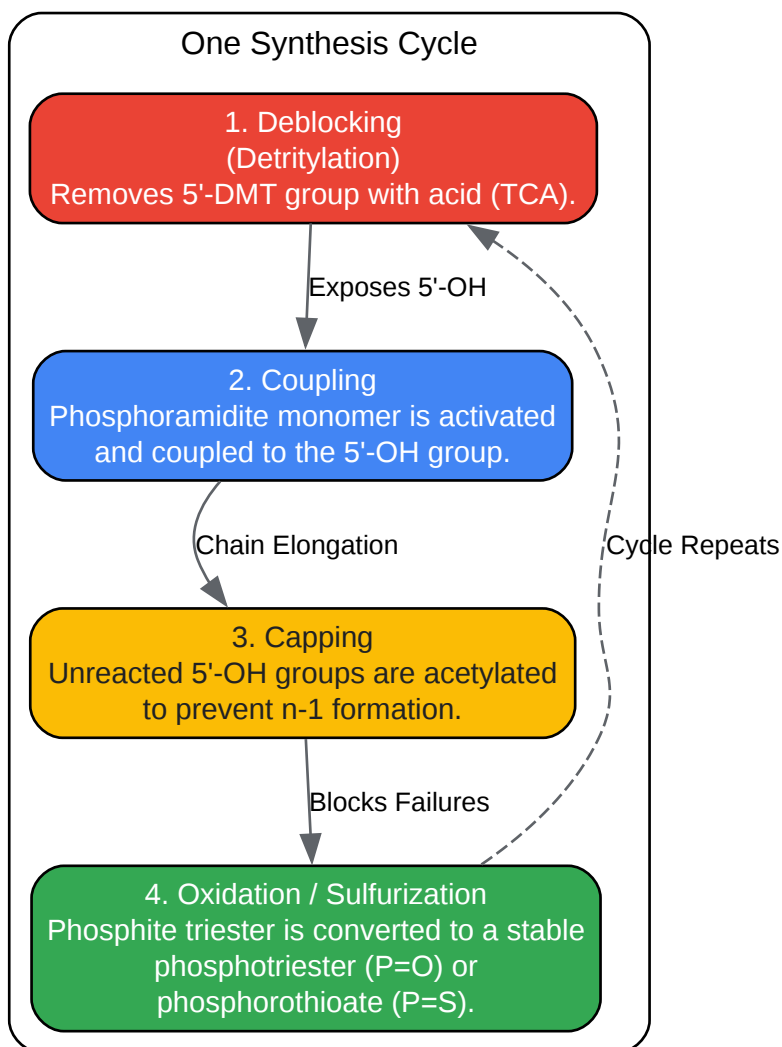 One Synthesis Cycle
1. Deblocking
(Detritylation)
Removes 5'-DMT group with acid (TCA).
Exposes 5'-OH
2. Coupling
Phosphoramidite monomer is activated
and coupled to the 5'-OH group.
Chain Elongation
Cycle Repeats
3. Capping
Unreacted 5'-OH groups are acetylated
to prevent n-1 formation.
Blocks Failures
4. Oxidation / Sulfurization
Phosphite triester is converted to a stable
phosphotriester (P=O) or
phosphorothioate (P=S).